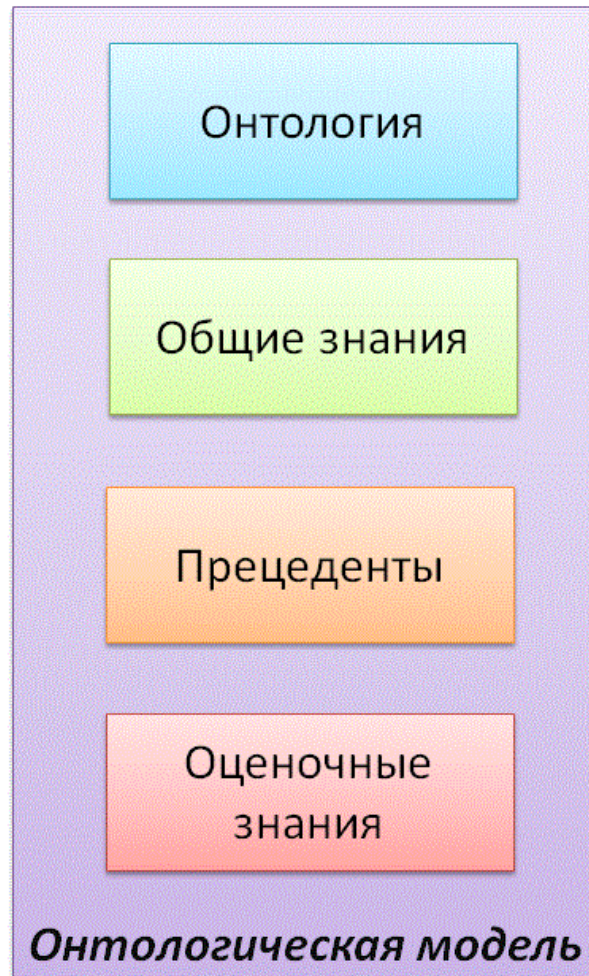 Онтология
Общие знания
Прецеденты
Оценочные
знания
Онтологическая модель